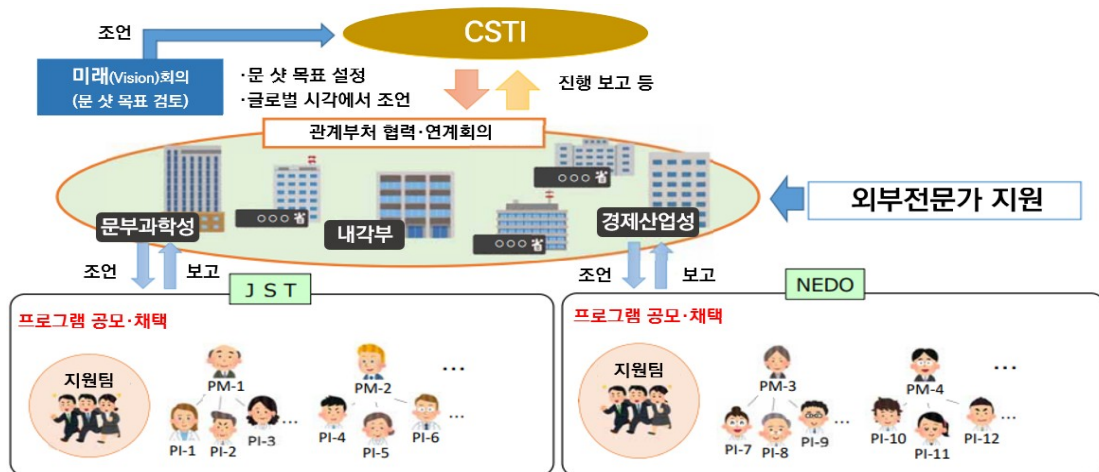 조언
CSTI
미래(Vision)회의
(문 샷 목표 검토)
·문 샷 목표 설정
·글로벌 시각에서 조언
진행 보고 등
관계부처 협력·연계회의
○○○省
○○○省
○○○省
문부과학성
내각부
경제산업성
외부전문가 지원
조언
보고
조언
보고
J S T
프로그램 공모·채택
지원팀
PM-1
PM-2
...
PI-1
PI-2
PI-3
...
PI-4
PI-5
PI-6
...
NEDO
프로그램 공모·채택
지원팀
PM-3
PM-4
...
PI-7
PI-8
PI-9
...
PI-10
PI-11
PI-12
...